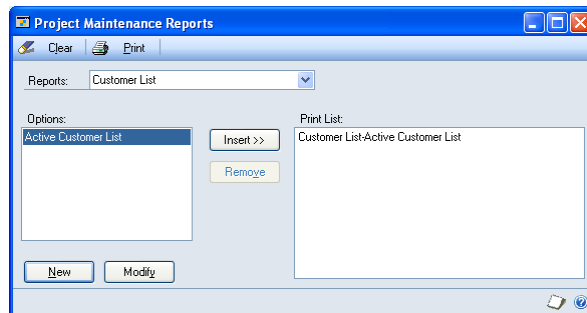 Project Maintenance Reports
Clear Print
Reports: Customer List
Options:
Print List:
Active Customer List
Insert >>
Customer List-Active Customer List
Remove
New
Modify